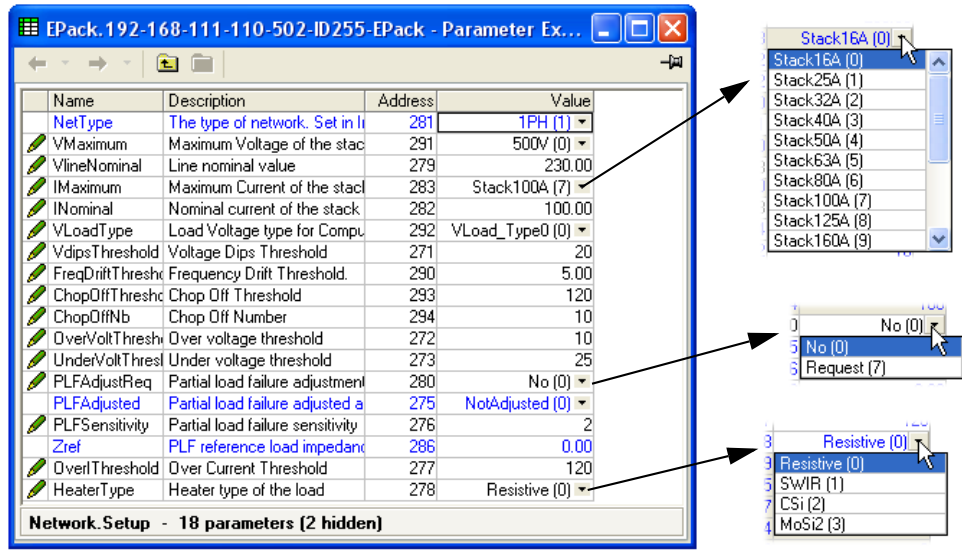 EPack.192-168-111-110-502-ID255-EPack - Parameter Ex...
Name Description Address Value
NetType The type of network. Set in I 281 1PH (1)
VMaximum Maximum Voltage of the stac 291 500V (0)
VlineNominal Line nominal value 279 230.00
IMaximum Maximum Current of the stacl 283 Stack100A (7)
INominal Nominal current of the stack 282 100.00
VLoadType Load Voltage type for Compu 292 VLoad_Type0 (0)
VdipsThreshold Voltage Dips Threshold 271 20
FreqDriftThresh Frequency Drift Threshold. 290 5.00
ChopOffThresho Chop Off Threshold 293 120
ChopOffNb Chop Off Number 294 10
OverVoltThresh Over voltage threshold 272 10
UnderVoltThresl Under voltage threshold 273 25
PLFAdjustReq Partial load failure adjustment 280 No (0)
PLFAdjusted Partial load failure adjusted a 275 NotAdjusted (0)
PLFSensitivity Partial load failure sensitivity 276 2
Zref PLF reference load impedanc 286 0.00
OverIThreshold Over Current Threshold 277 120
HeaterType Heater type of the load 278 Resistive (0)
Network.Setup - 18 parameters (2 hidden)
Stack16A (0)
Stack16A (0)
Stack25A (1)
Stack32A (2)
Stack40A (3)
Stack50A (4)
Stack63A (5)
Stack80A (6)
Stack100A (7)
Stack125A (8)
Stack160A (9)
No (0)
No (0)
Request (7)
Resistive (0)
Resistive (0)
SWIR (1)
CSi (2)
MoSi2 (3)